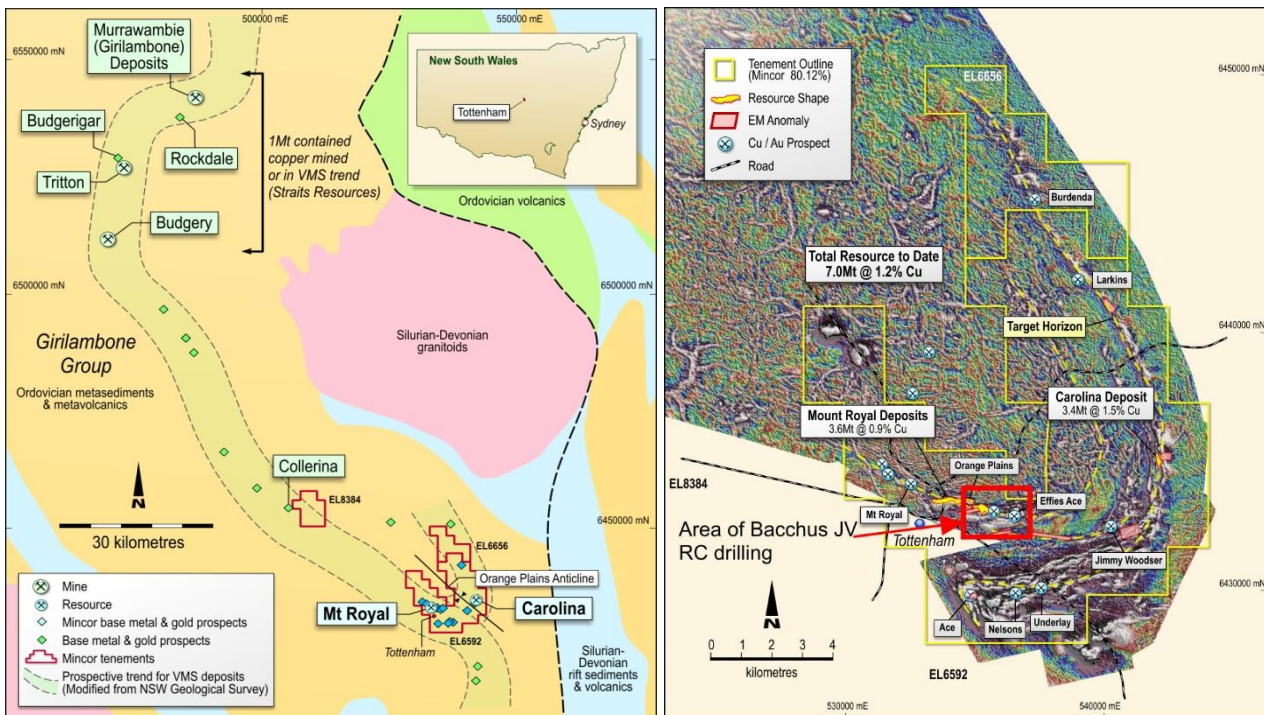 500000 mE
550000 mE
6550000 mN
Murrawambie
(Girilambone)
Deposits
Budgerigar
Rockdale
Tritton
Budgery
1Mt contained
copper mined
or in VMS trend
(Straits Resources)
New South Wales
Tottenham
Sydney
Ordovician volcanics
6500000 mN
6500000 mN
Silurian-Devonian
granitoids
Girilambone
Group
Ordovician metasediments
& metavolcanics
Collerina
EL8384
N
30 kilometres
6450000 mN
EL6656
Orange Plains Anticline
Mt Royal
Carolina
EL6592
Tottenham
Silurian-
Devonian
rift sediments
& volcanics
Mine
Resource
Mincor base metal & gold prospects
Base metal & gold prospects
Mincor tenements
Prospective trend for VMS deposits
(Modified from NSW Geological Survey)
Tenement Outline
(Mincor 80.12%)
Resource Shape
EM Anomaly
Cu / Au Prospect
Road
EL6656
6450000 mN
Burdenda
Total Resource to Date
7.0Mt @ 1.2% Cu
Larkins
Target Horizon
6440000 mN
Mount Royal Deposits
3.6Mt @ 0.9% Cu
Carolina Deposit
3.4Mt @ 1.5% Cu
Orange Plains
EL8384
Effies Ace
Mt Royal
Area of Bacchus JV
RC drilling
Tottenham
Jimmy Woodser
6430000 mN
N
Ace
Nelsons
Underlay
0 1 2 3 4
kilometres
EL6592
530000 mE
540000 mE